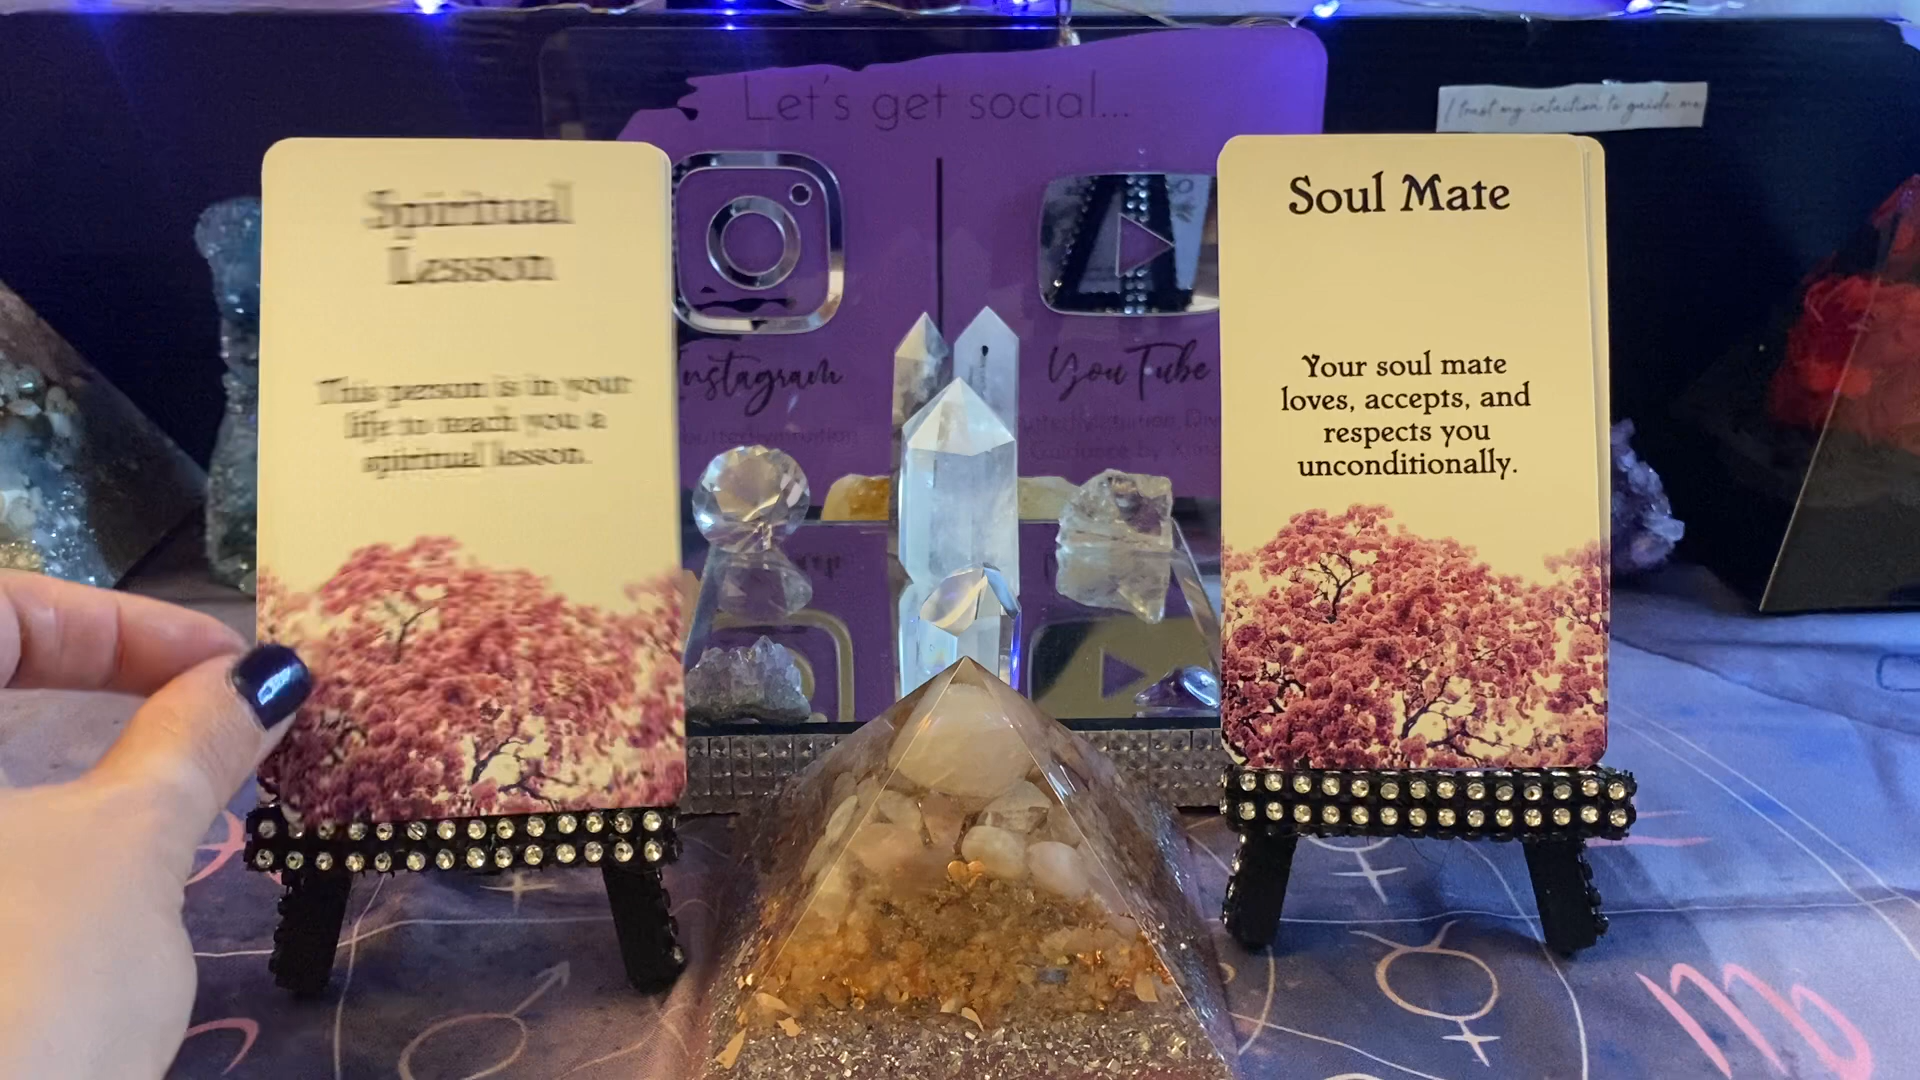 Let's get social...
I trust my intuition to guide me
Spiritual
Lesson
This person is in your
life to teach you a
spiritual lesson.
Instagram
YouTube
Soul Mate
Your soul mate
loves, accepts, and
respects you
unconditionally.